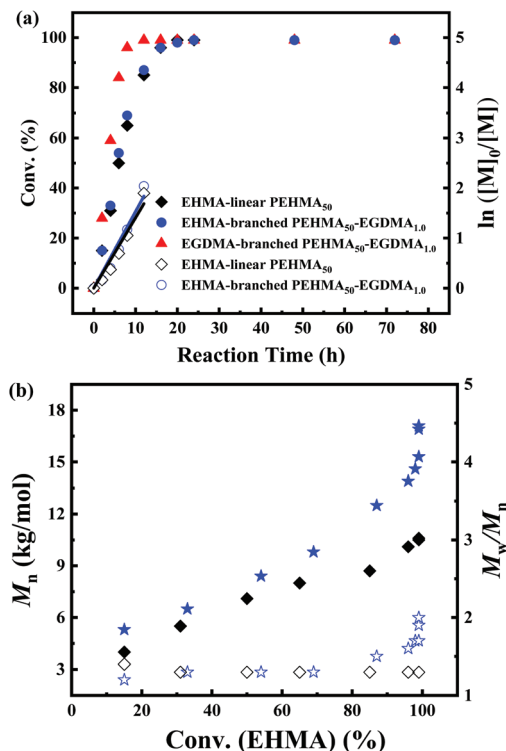 (a)
100
80
60
40
20
0
Conv. (%)
5
4
3
2
1
0
ln ([M]₀/[M])
EHMA-linear PEHMA₅₀
EHMA-branched PEHMA₅₀-EGDMA₁.₀
EGDMA-branched PEHMA₅₀-EGDMA₁.₀
EHMA-linear PEHMA₅₀
EHMA-branched PEHMA₅₀-EGDMA₁.₀
0 10 20 30 40 50 60 70 80
Reaction Time (h)
(b)
18
15
12
9
6
3
Mₙ (kg/mol)
5
4
3
2
1
M_w/Mₙ
0 20 40 60 80 100
Conv. (EHMA) (%)